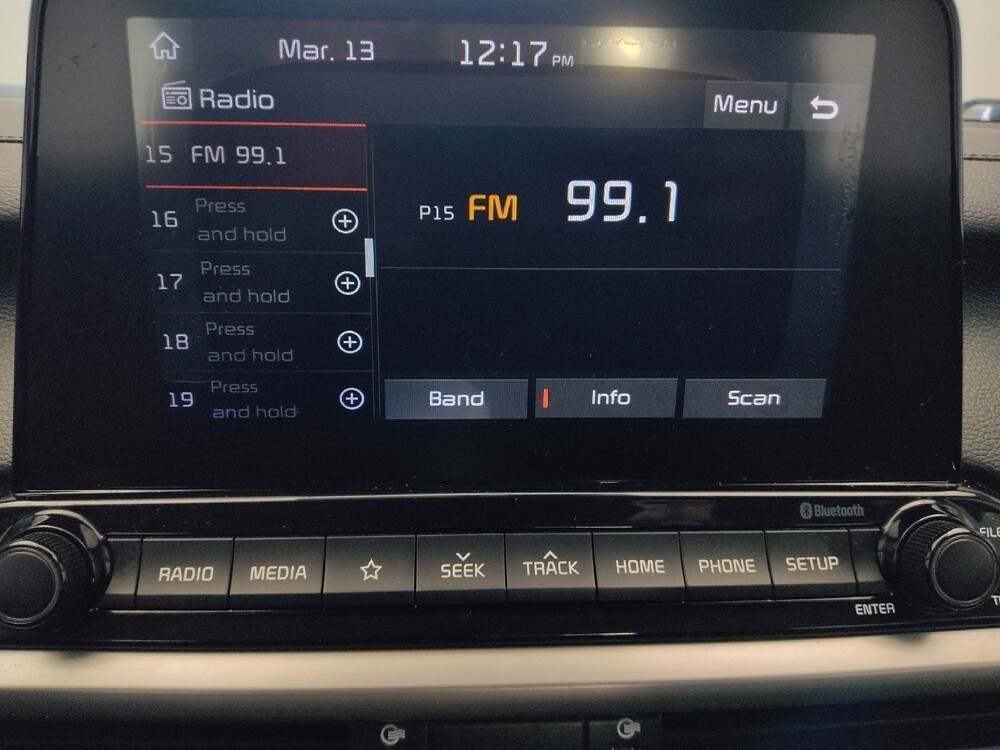 Mar. 13 12:17 PM
Radio Menu
15 FM 99.1
P15 FM 99.1
16 Press
and hold
17 Press
and hold
18 Press
and hold
19 Press
and hold
Band Info Scan
Bluetooth
RADIO MEDIA SEEK TRACK HOME PHONE SETUP
FILE
ENTER